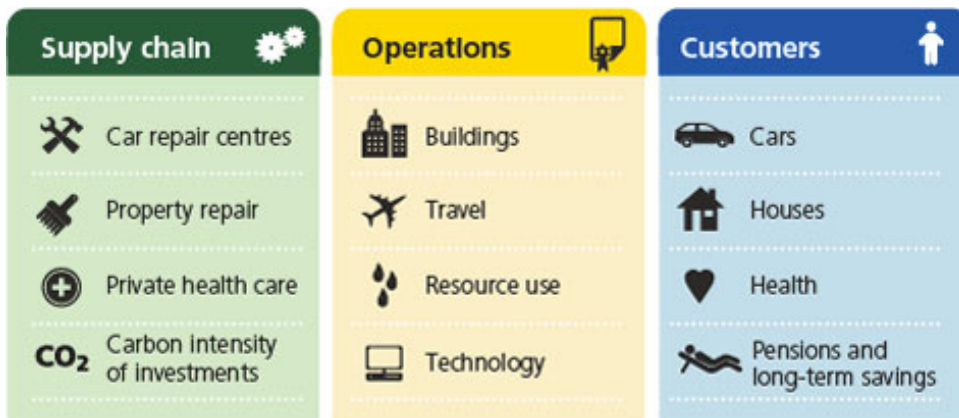 Supply chain
Car repair centres
Property repair
Private health care
CO₂
Carbon intensity
of investments
Operations
Buildings
Travel
Resource use
Technology
Customers
Cars
Houses
Health
Pensions and
long-term savings